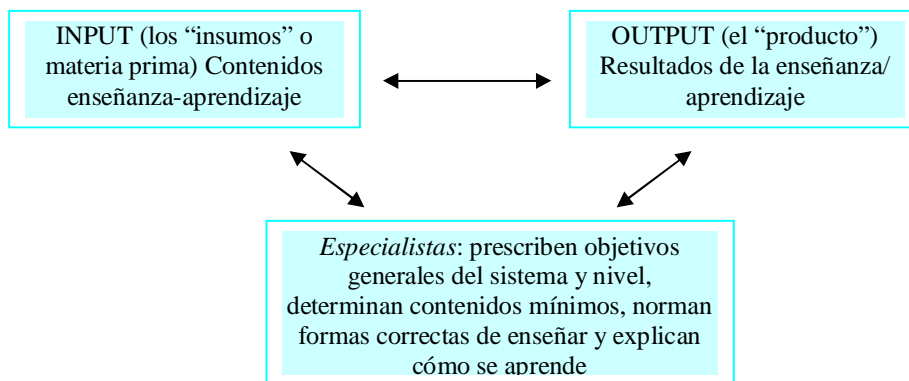 INPUT (los “insumos” o
materia prima) Contenidos
enseñanza-aprendizaje
OUTPUT (el “producto”)
Resultados de la enseñanza/
aprendizaje
Especialistas: prescriben objetivos
generales del sistema y nivel,
determinan contenidos mínimos, norman
formas correctas de enseñar y explican
cómo se aprende